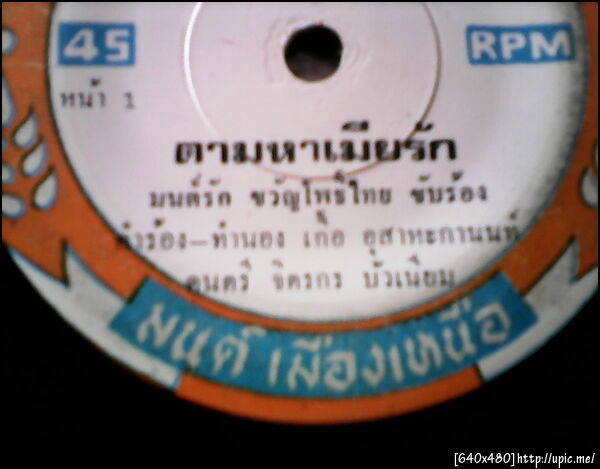 45 RPM
หน้า 1
ตามหาเมียรัก
มนต์รัก ขวัญโพธิ์ไทย ขับร้อง
คำร้อง-ทำนอง เกื้อ อุสาหะกานนท์
ดนตรี จิตรกร บัวเนียม
มนต์ เมืองเหนือ
[640x480]http://upic.me/